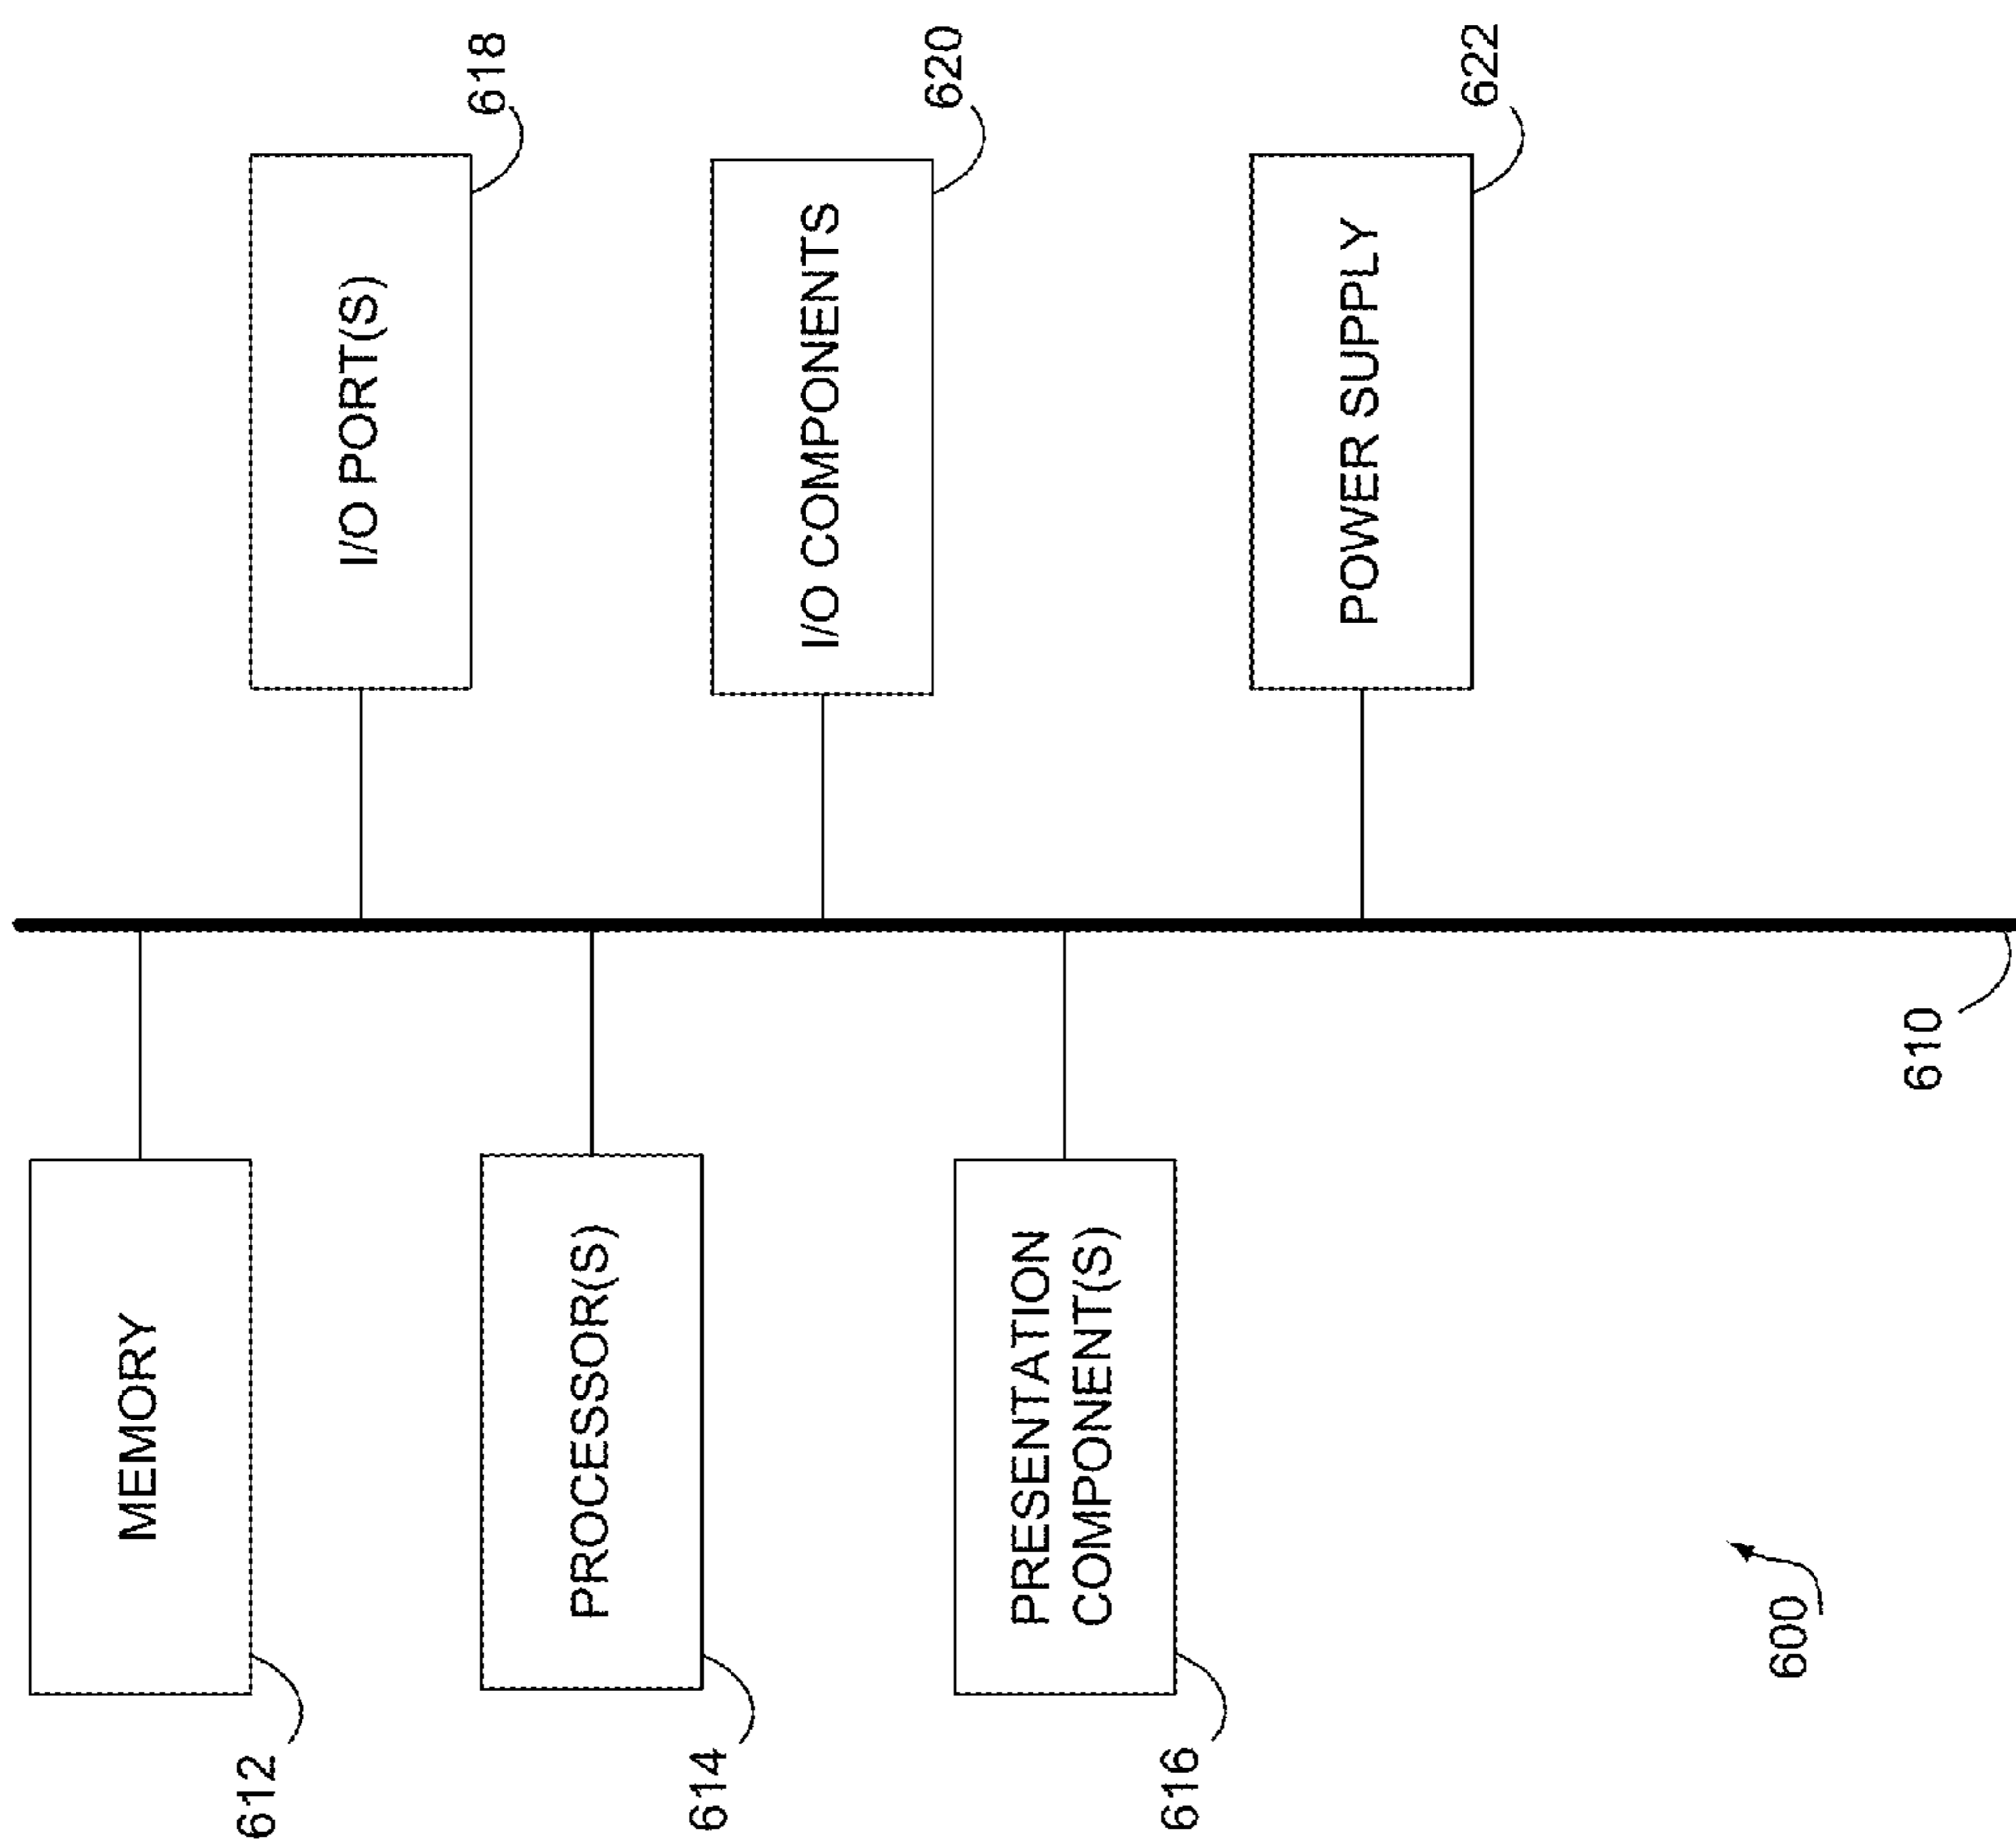 600
MEMORY
612
PROCESSOR(S)
614
PRESENTATION
COMPONENT(S)
616
610
I/O PORT(S)
618
I/O COMPONENTS
620
POWER SUPPLY
622